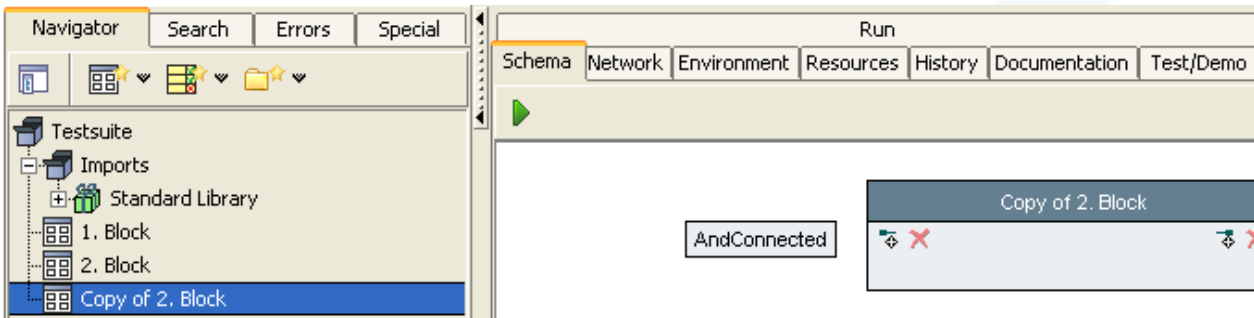 Navigator Search Errors Special
Run
Schema Network Environment Resources History Documentation Test/Demo
Testsuite
Imports
Standard Library
1. Block
2. Block
Copy of 2. Block
Copy of 2. Block
AndConnected